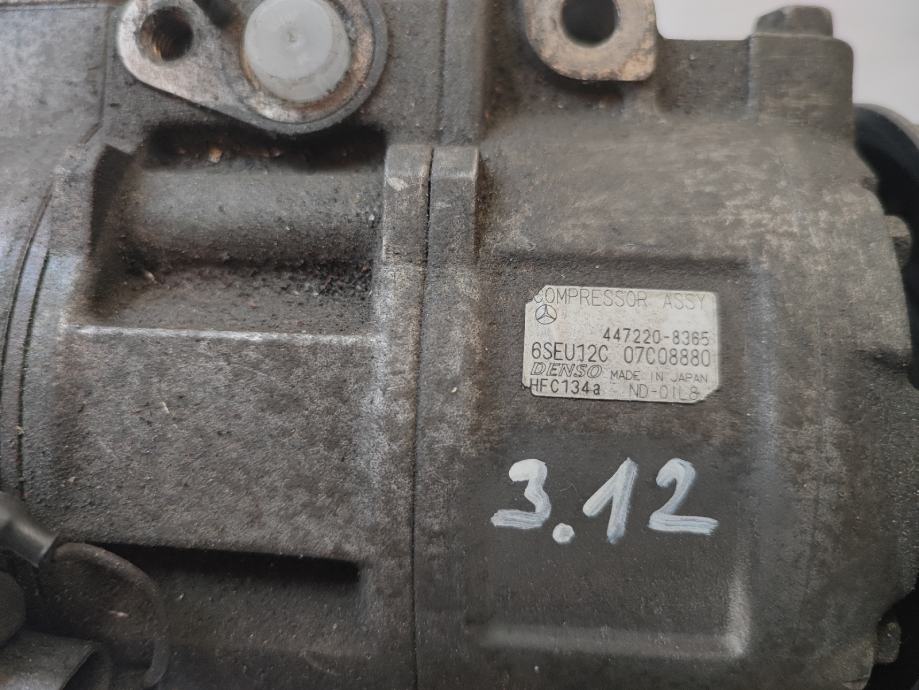 COMPRESSOR ASSY
447220-8365
6SEU12C 07C08880
DENSO MADE IN JAPAN
HFC134a - ND-OIL8
3.12